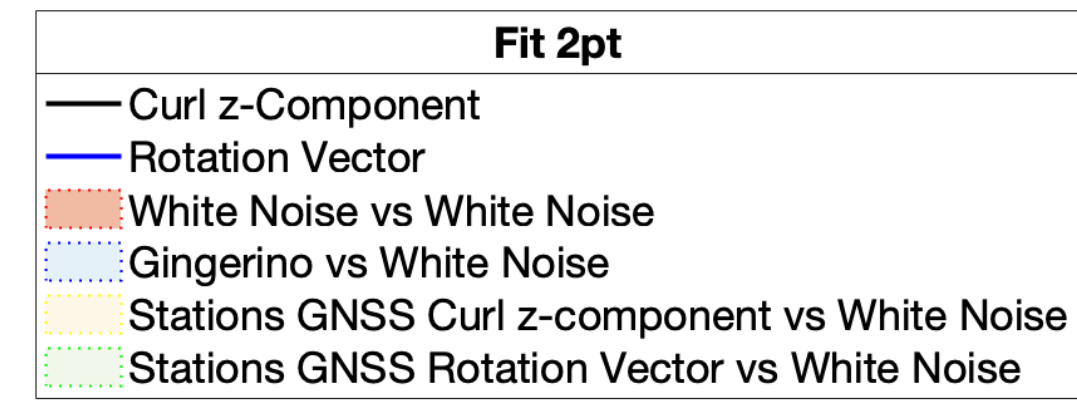 Fit 2pt
Curl z-Component
Rotation Vector
White Noise vs White Noise
Gingerino vs White Noise
Stations GNSS Curl z-component vs White Noise
Stations GNSS Rotation Vector vs White Noise